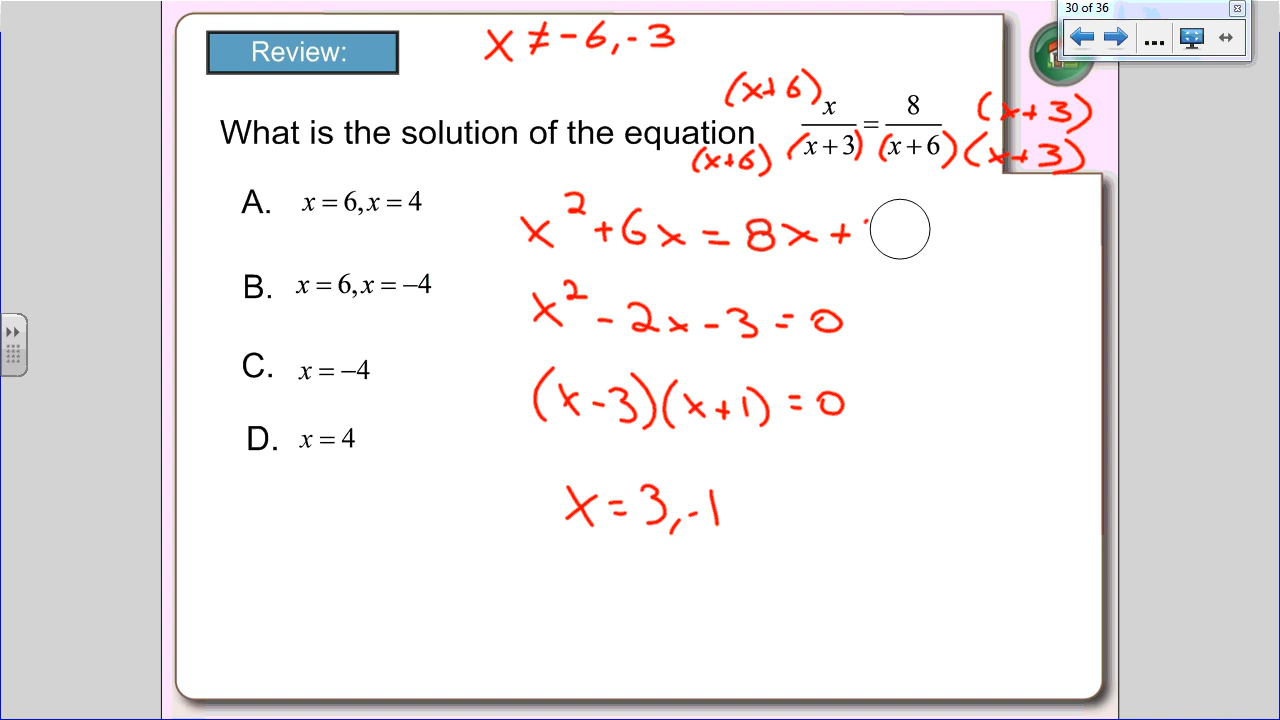 30 of 36
Review:
x ≠ -6, -3
(x+6) x/(x+3) = 8/(x+6) (x+3)
What is the solution of the equation
(x+6) (x+3)
A. x = 6, x = 4
x² + 6x = 8x +
B. x = 6, x = −4
x² - 2x - 3 = 0
C. x = −4
(x-3)(x+1) = 0
D. x = 4
x = 3, -1